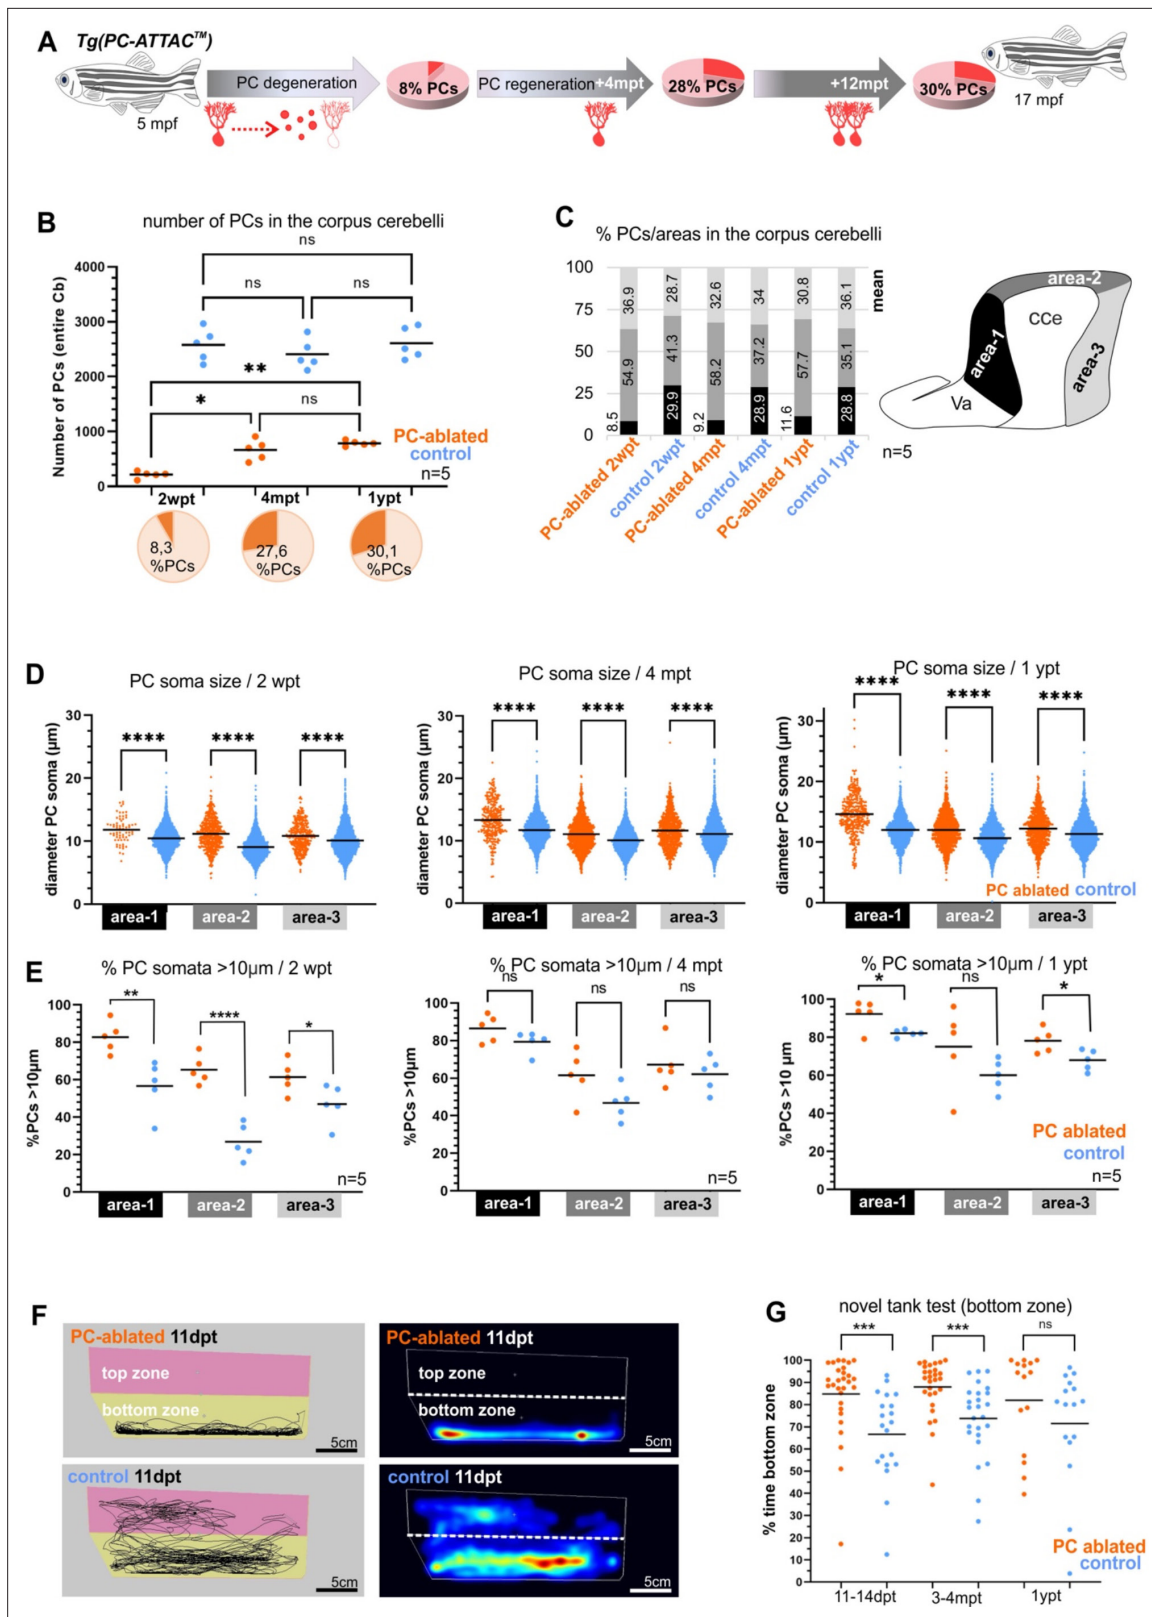 A
Tg(PC-ATTAC™)
PC degeneration
8% PCs
PC regeneration +4mpt
28% PCs
+12mpt
30% PCs
5 mpf
17 mpf
B
number of PCs in the corpus cerebelli
ns
ns
ns
**
*
ns
Number of PCs (entire Cb)
4000
3000
2000
1000
0
PC-ablated
control
n=5
2wpt
4mpt
1ypt
8,3
%PCs
27,6
%PCs
30,1
%PCs
C
% PCs/areas in the corpus cerebelli
100
75
50
25
0
36.9
54.9
8.5
28.7
41.3
29.9
32.6
58.2
9.2
34
37.2
28.9
30.8
57.7
11.6
36.1
35.1
28.8
mean
PC-ablated 2wpt
control 2wpt
PC-ablated 4mpt
control 4mpt
PC-ablated 1ypt
control 1ypt
n=5
area-2
CCe
area-1
area-3
Va
D
PC soma size / 2 wpt
**** **** ****
diameter PC soma (µm)
30
20
10
0
area-1 area-2 area-3
PC soma size / 4 mpt
**** **** ****
diameter PC soma (µm)
30
20
10
0
area-1 area-2 area-3
PC soma size / 1 ypt
**** **** ****
diameter PC soma (µm)
30
20
10
0
PC ablated control
area-1 area-2 area-3
E
% PC somata >10µm / 2 wpt
** **** *
%PCs >10µm
100
80
60
40
20
0
n=5
area-1 area-2 area-3
% PC somata >10µm / 4 mpt
ns ns ns
%PCs >10µm
100
80
60
40
20
0
n=5
area-1 area-2 area-3
% PC somata >10µm / 1 ypt
* ns *
%PCs >10 µm
100
80
60
40
20
0
PC ablated
control
n=5
area-1 area-2 area-3
F
PC-ablated 11dpt
top zone
bottom zone
5cm
PC-ablated 11dpt
top zone
bottom zone
5cm
control 11dpt
5cm
control 11dpt
5cm
G
novel tank test (bottom zone)
*** *** ns
% time bottom zone
100
90
80
70
60
50
40
30
20
10
0
PC ablated
control
11-14dpt
3-4mpt
1ypt